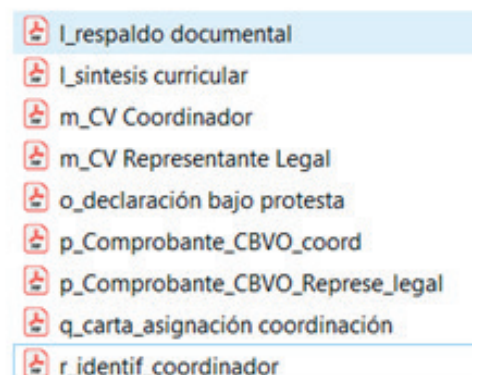 l_respaldo documental
l_sintesis curricular
m_CV Coordinador
m_CV Representante Legal
o_declaración bajo protesta
p_Comprobante_CBVO_coord
p_Comprobante_CBVO_Represe_legal
q_carta_asignación coordinación
r_identif_coordinador